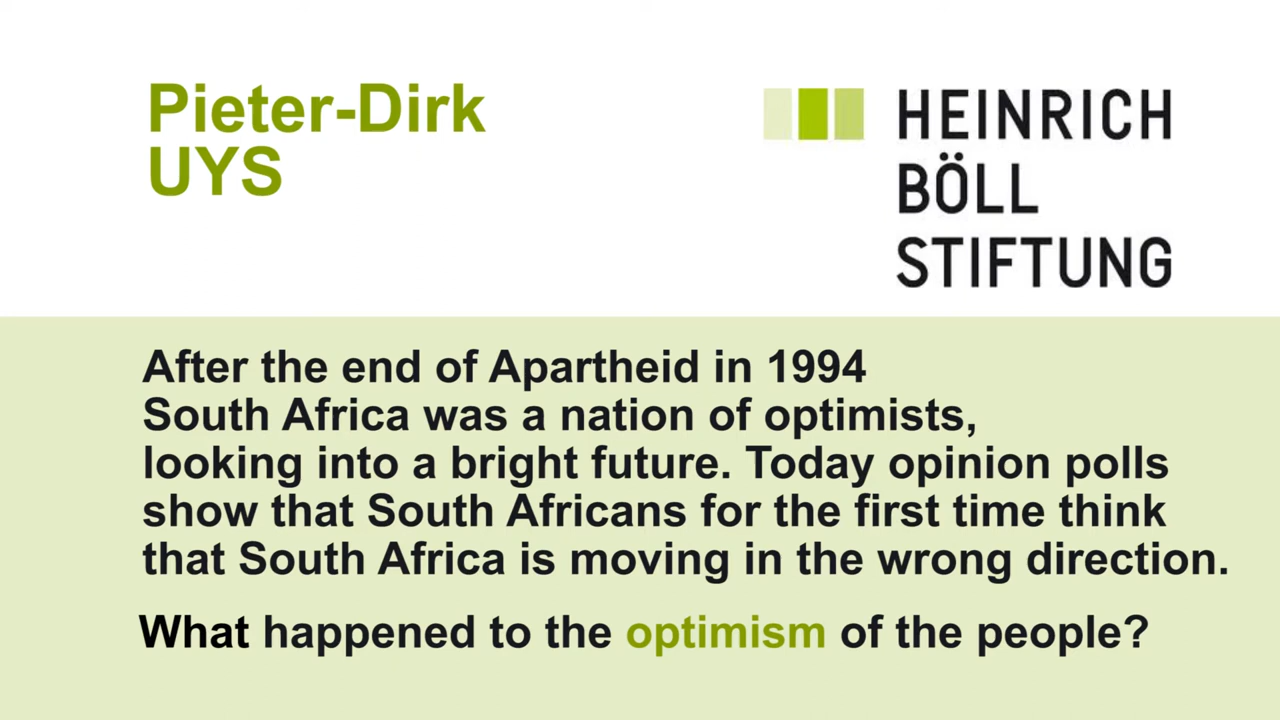 Pieter-Dirk
UYS
HEINRICH
BÖLL
STIFTUNG
After the end of Apartheid in 1994
South Africa was a nation of optimists,
looking into a bright future. Today opinion polls
show that South Africans for the first time think
that South Africa is moving in the wrong direction.
What happened to the optimism of the people?